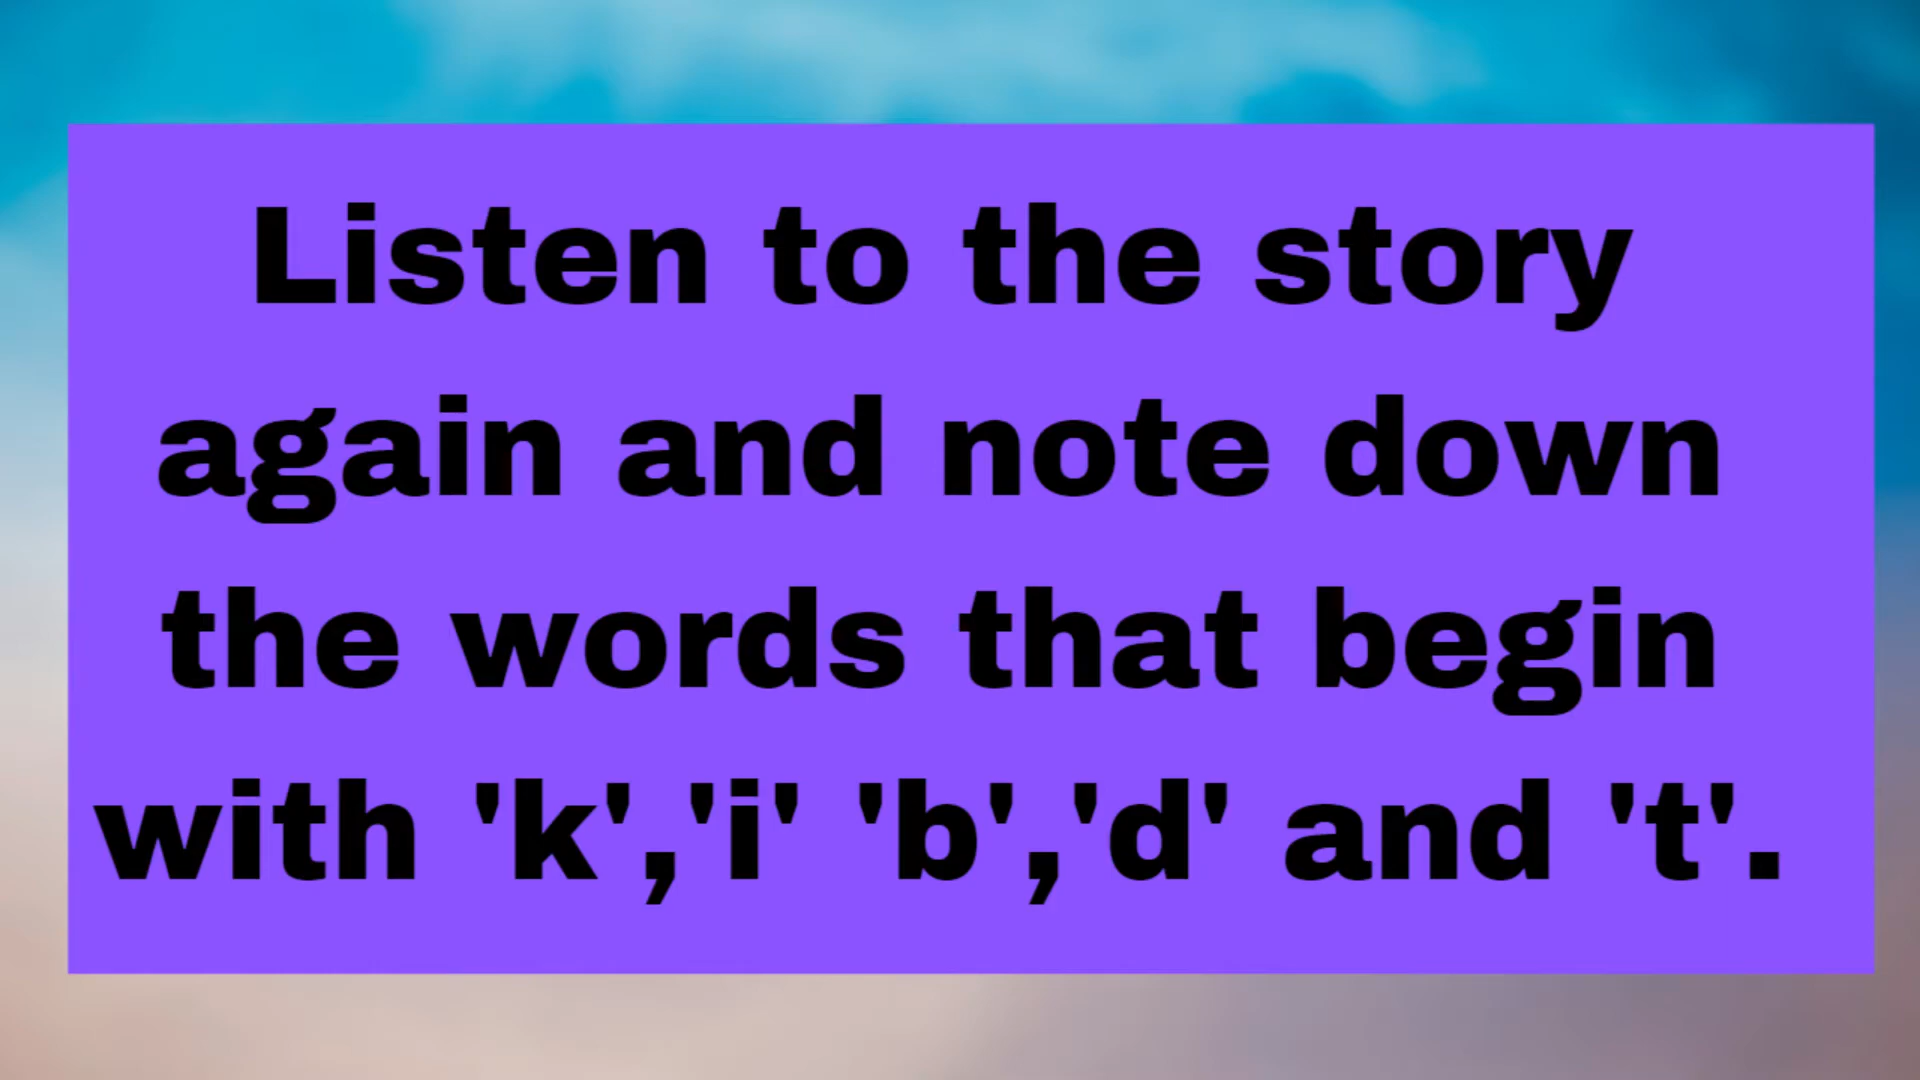 Listen to the story
again and note down
the words that begin
with 'k','i' 'b','d' and 't'.